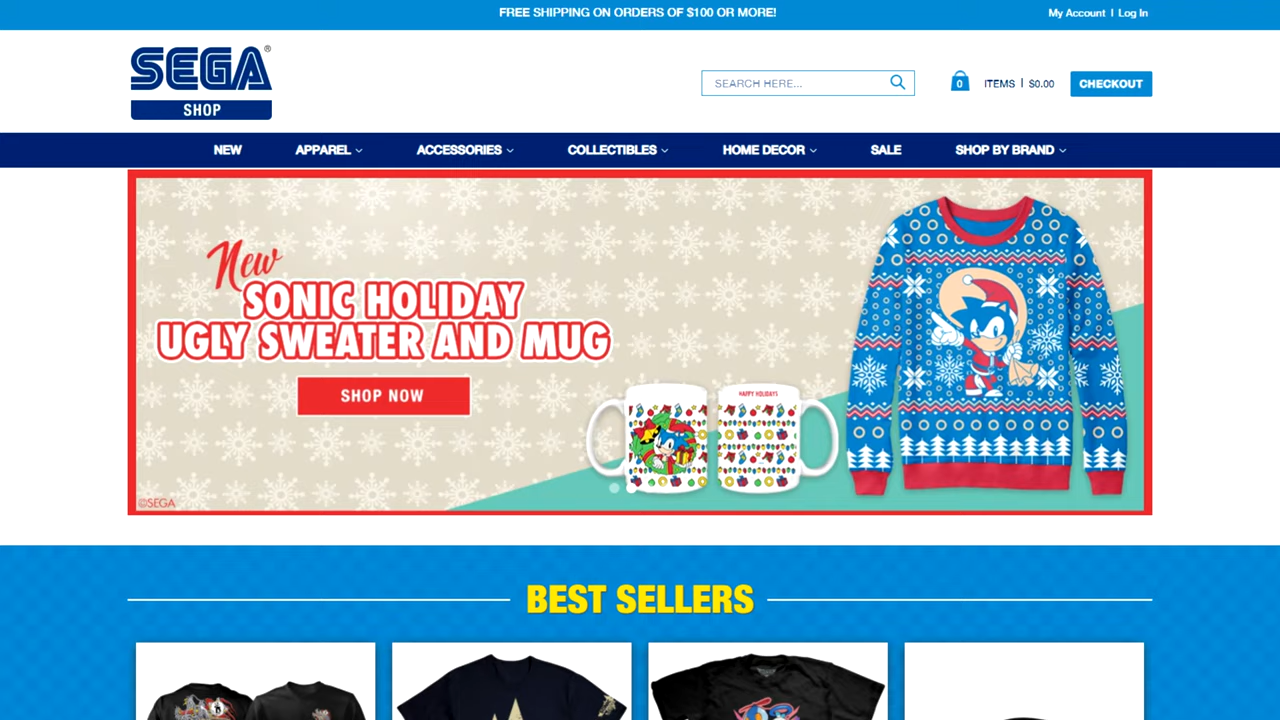 FREE SHIPPING ON ORDERS OF $100 OR MORE!
My Account | Log In
SEGA®
SHOP
SEARCH HERE...
0
ITEMS | $0.00
CHECKOUT
NEW
APPAREL
ACCESSORIES
COLLECTIBLES
HOME DECOR
SALE
SHOP BY BRAND
New
SONIC HOLIDAY
UGLY SWEATER AND MUG
SHOP NOW
HAPPY HOLIDAYS
©SEGA
BEST SELLERS